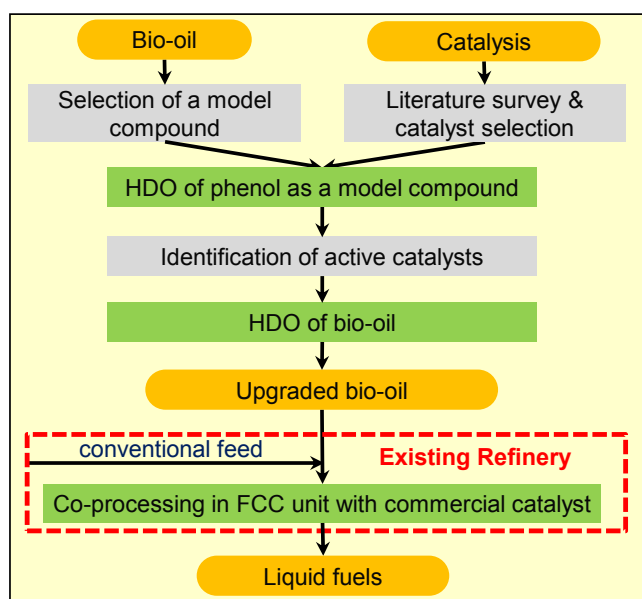 Bio-oil
Catalysis
Selection of a model
compound
Literature survey &
catalyst selection
HDO of phenol as a model compound
Identification of active catalysts
HDO of bio-oil
Upgraded bio-oil
conventional feed
Existing Refinery
Co-processing in FCC unit with commercial catalyst
Liquid fuels